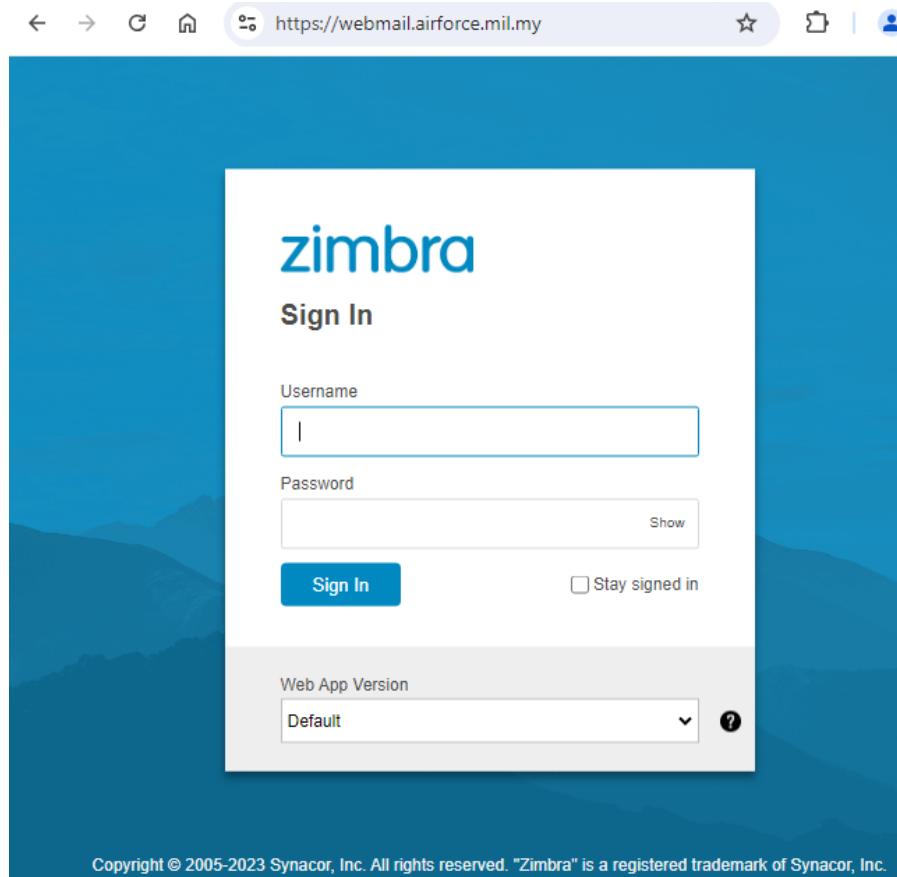 https://webmail.airforce.mil.my
zimbra
Sign In
Username
Password
Show
Sign In
Stay signed in
Web App Version
Default
?
Copyright © 2005-2023 Synacor, Inc. All rights reserved. "Zimbra" is a registered trademark of Synacor, Inc.